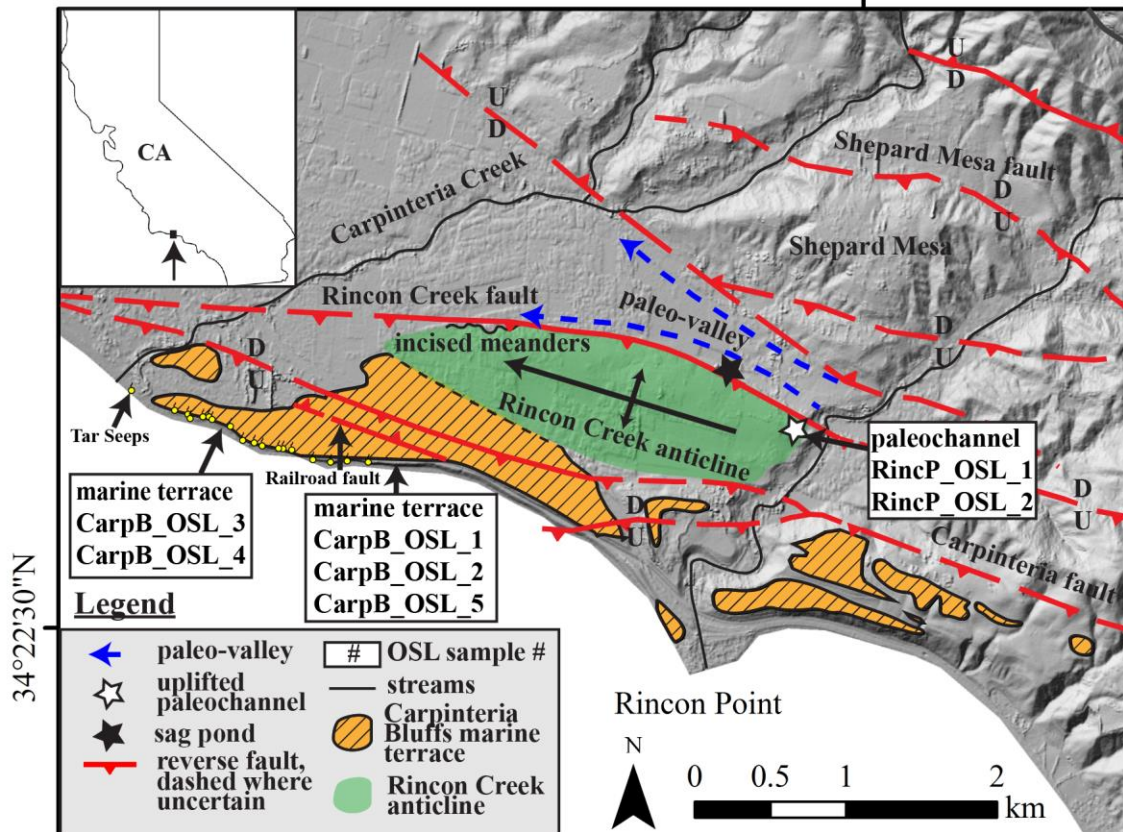 CA
U
D
U
D
Shepard Mesa fault
D
U
Carpinteria Creek
Shepard Mesa
Rincon Creek fault
paleo-valley
D
U
incised meanders
D
U
Rincon Creek anticline
Tar Seeps
Railroad fault
paleochannel
RincP_OSL_1
RincP_OSL_2
marine terrace
CarpB_OSL_3
CarpB_OSL_4
marine terrace
CarpB_OSL_1
CarpB_OSL_2
CarpB_OSL_5
D
U
D
U
Carpinteria fault
34°22'30"N
Legend
paleo-valley
uplifted
paleochannel
sag pond
reverse fault,
dashed where
uncertain
# OSL sample #
streams
Carpinteria
Bluffs marine
terrace
Rincon Creek
anticline
Rincon Point
N
0 0.5 1 2
km